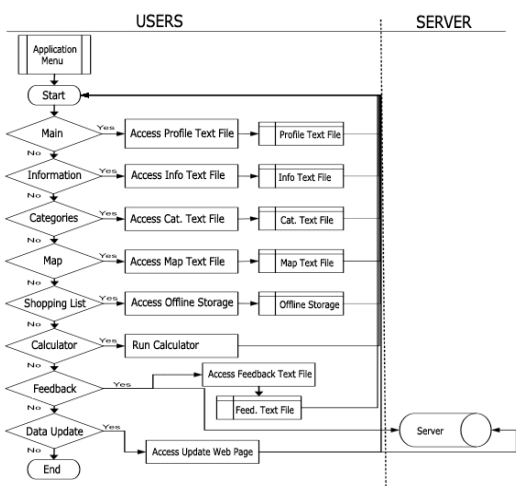 USERS
SERVER
Application
Menu
Start
Main
Yes
Access Profile Text File
Profile Text File
No
Information
Yes
Access Info Text File
Info Text File
No
Categories
Yes
Access Cat. Text File
Cat. Text File
No
Map
Yes
Access Map Text File
Map Text File
No
Shopping List
Yes
Access Offline Storage
Offline Storage
No
Calculator
Yes
Run Calculator
No
Feedback
Yes
Access Feedback Text File
Feed. Text File
No
Data Update
Yes
Access Update Web Page
Server
No
End